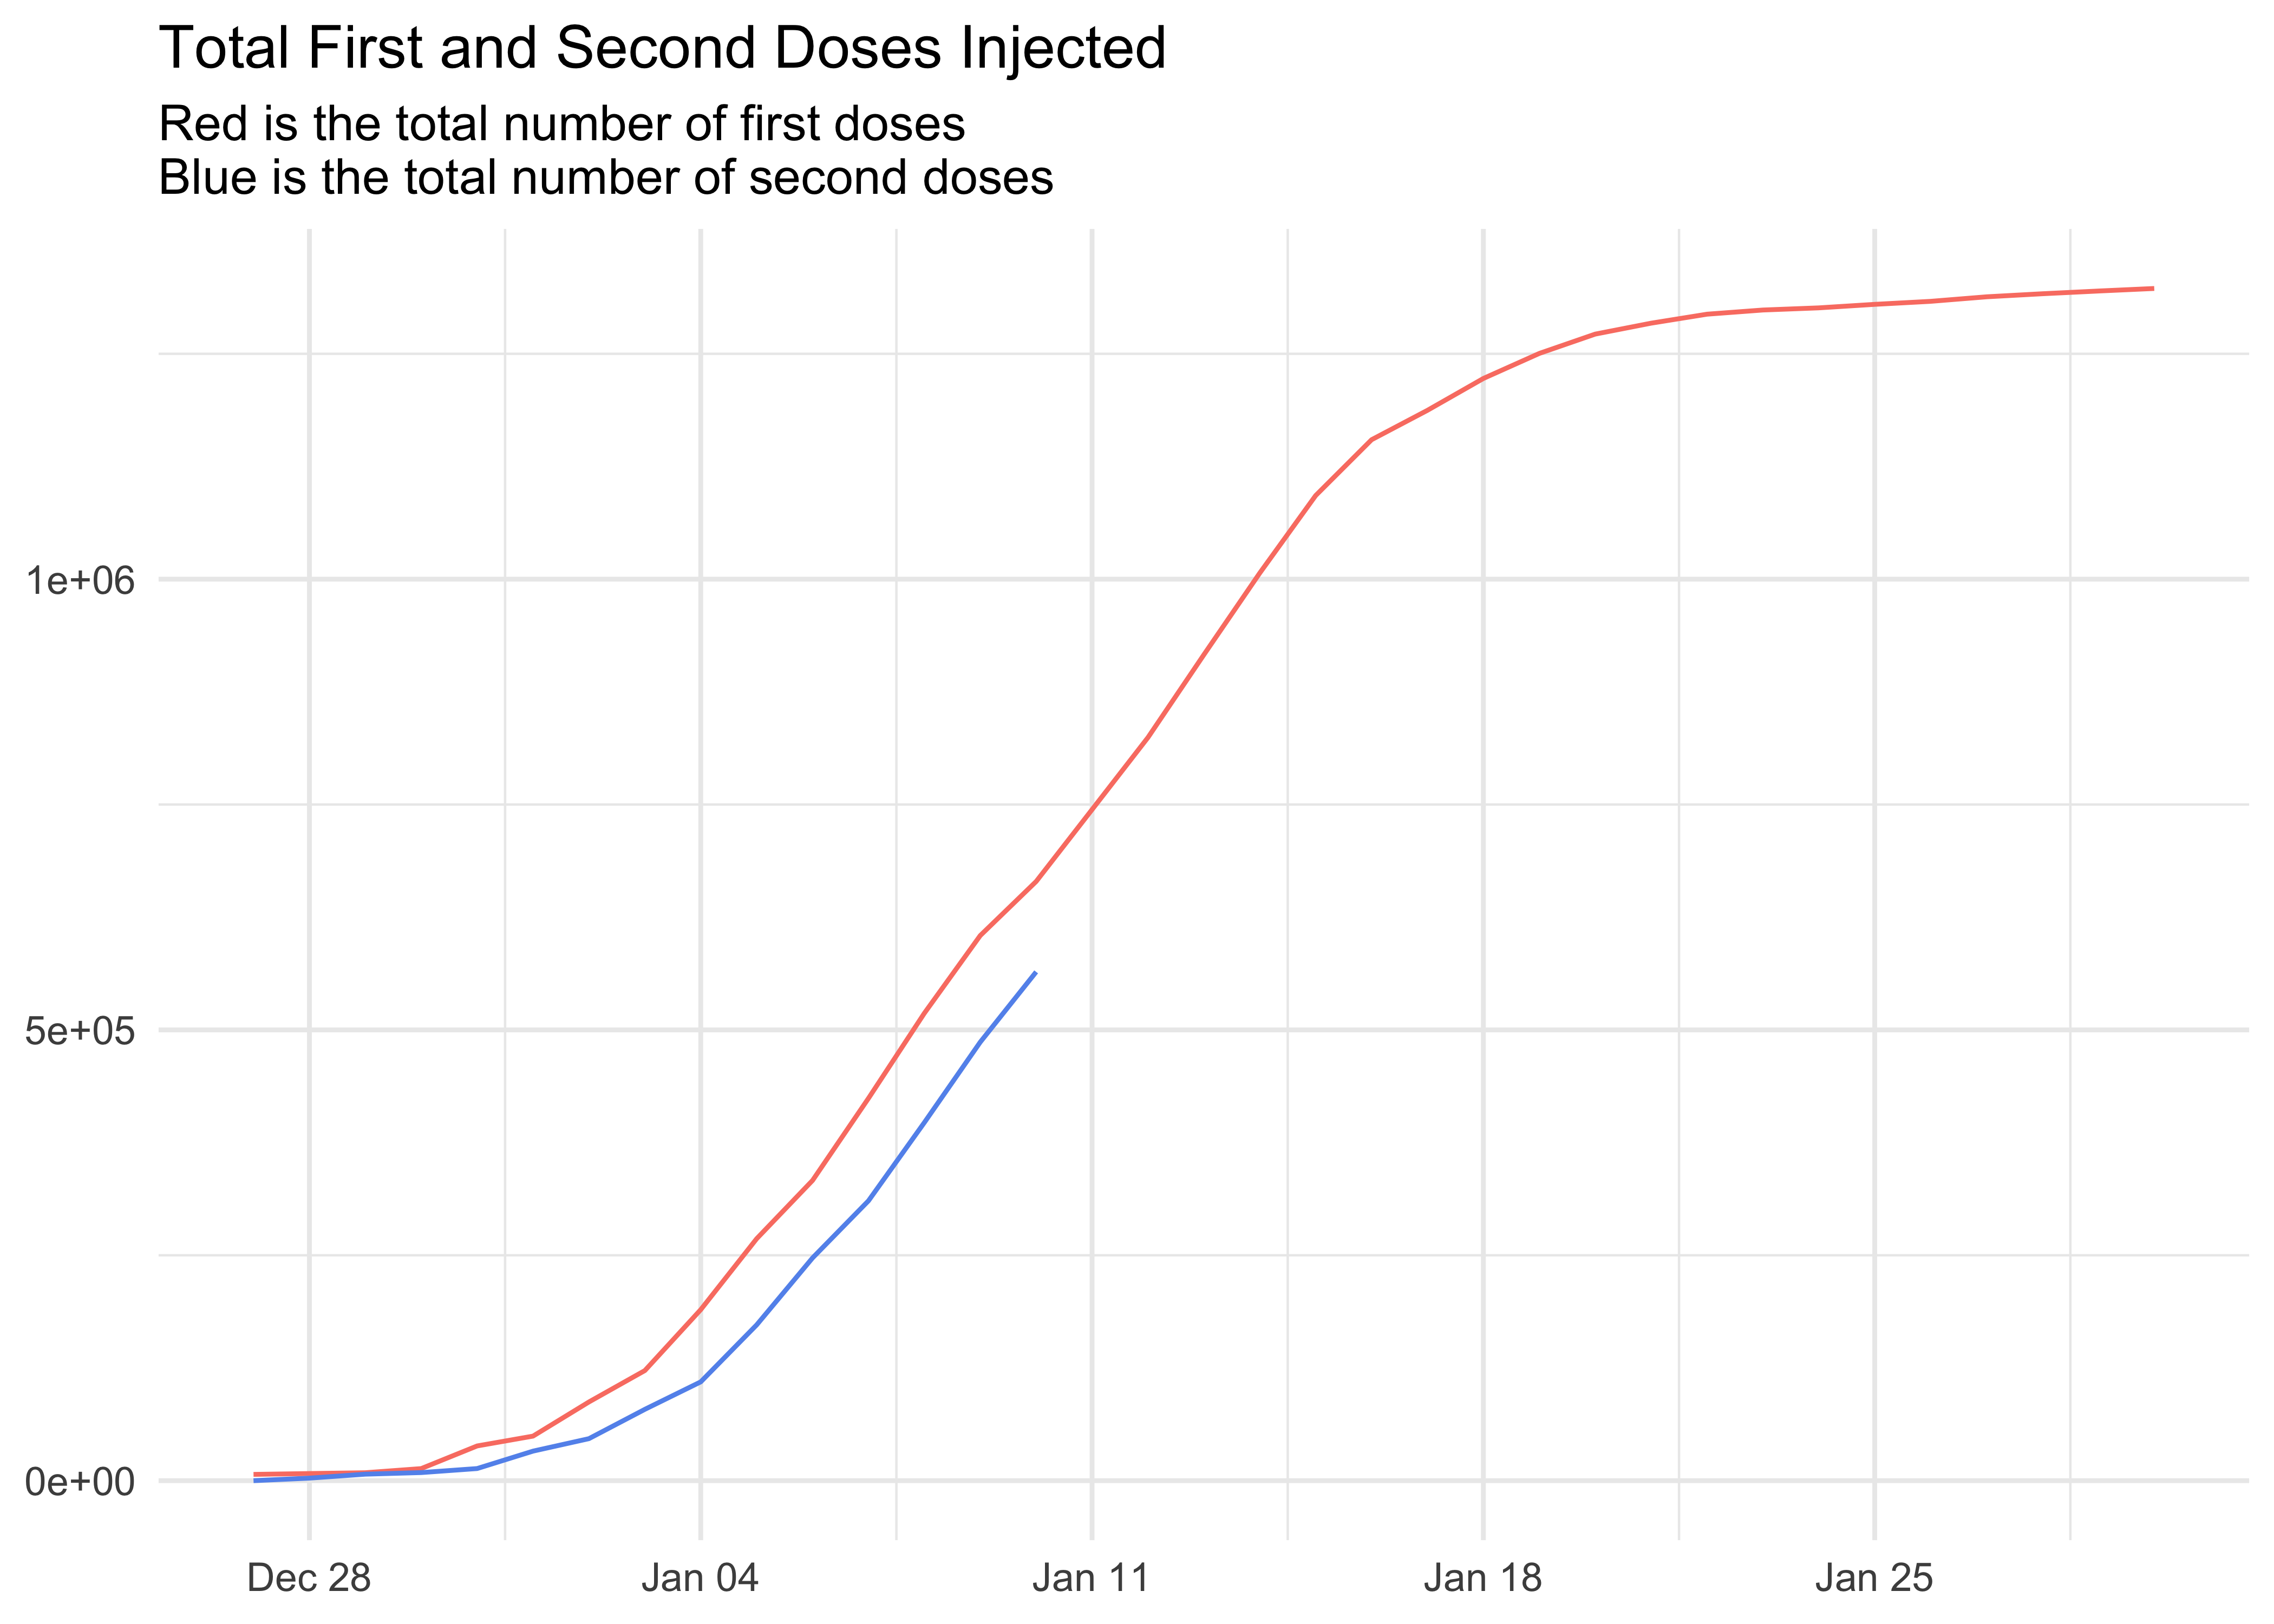 Total First and Second Doses Injected
Red is the total number of first doses
Blue is the total number of second doses
1e+06
5e+05
0e+00
Dec 28
Jan 04
Jan 11
Jan 18
Jan 25